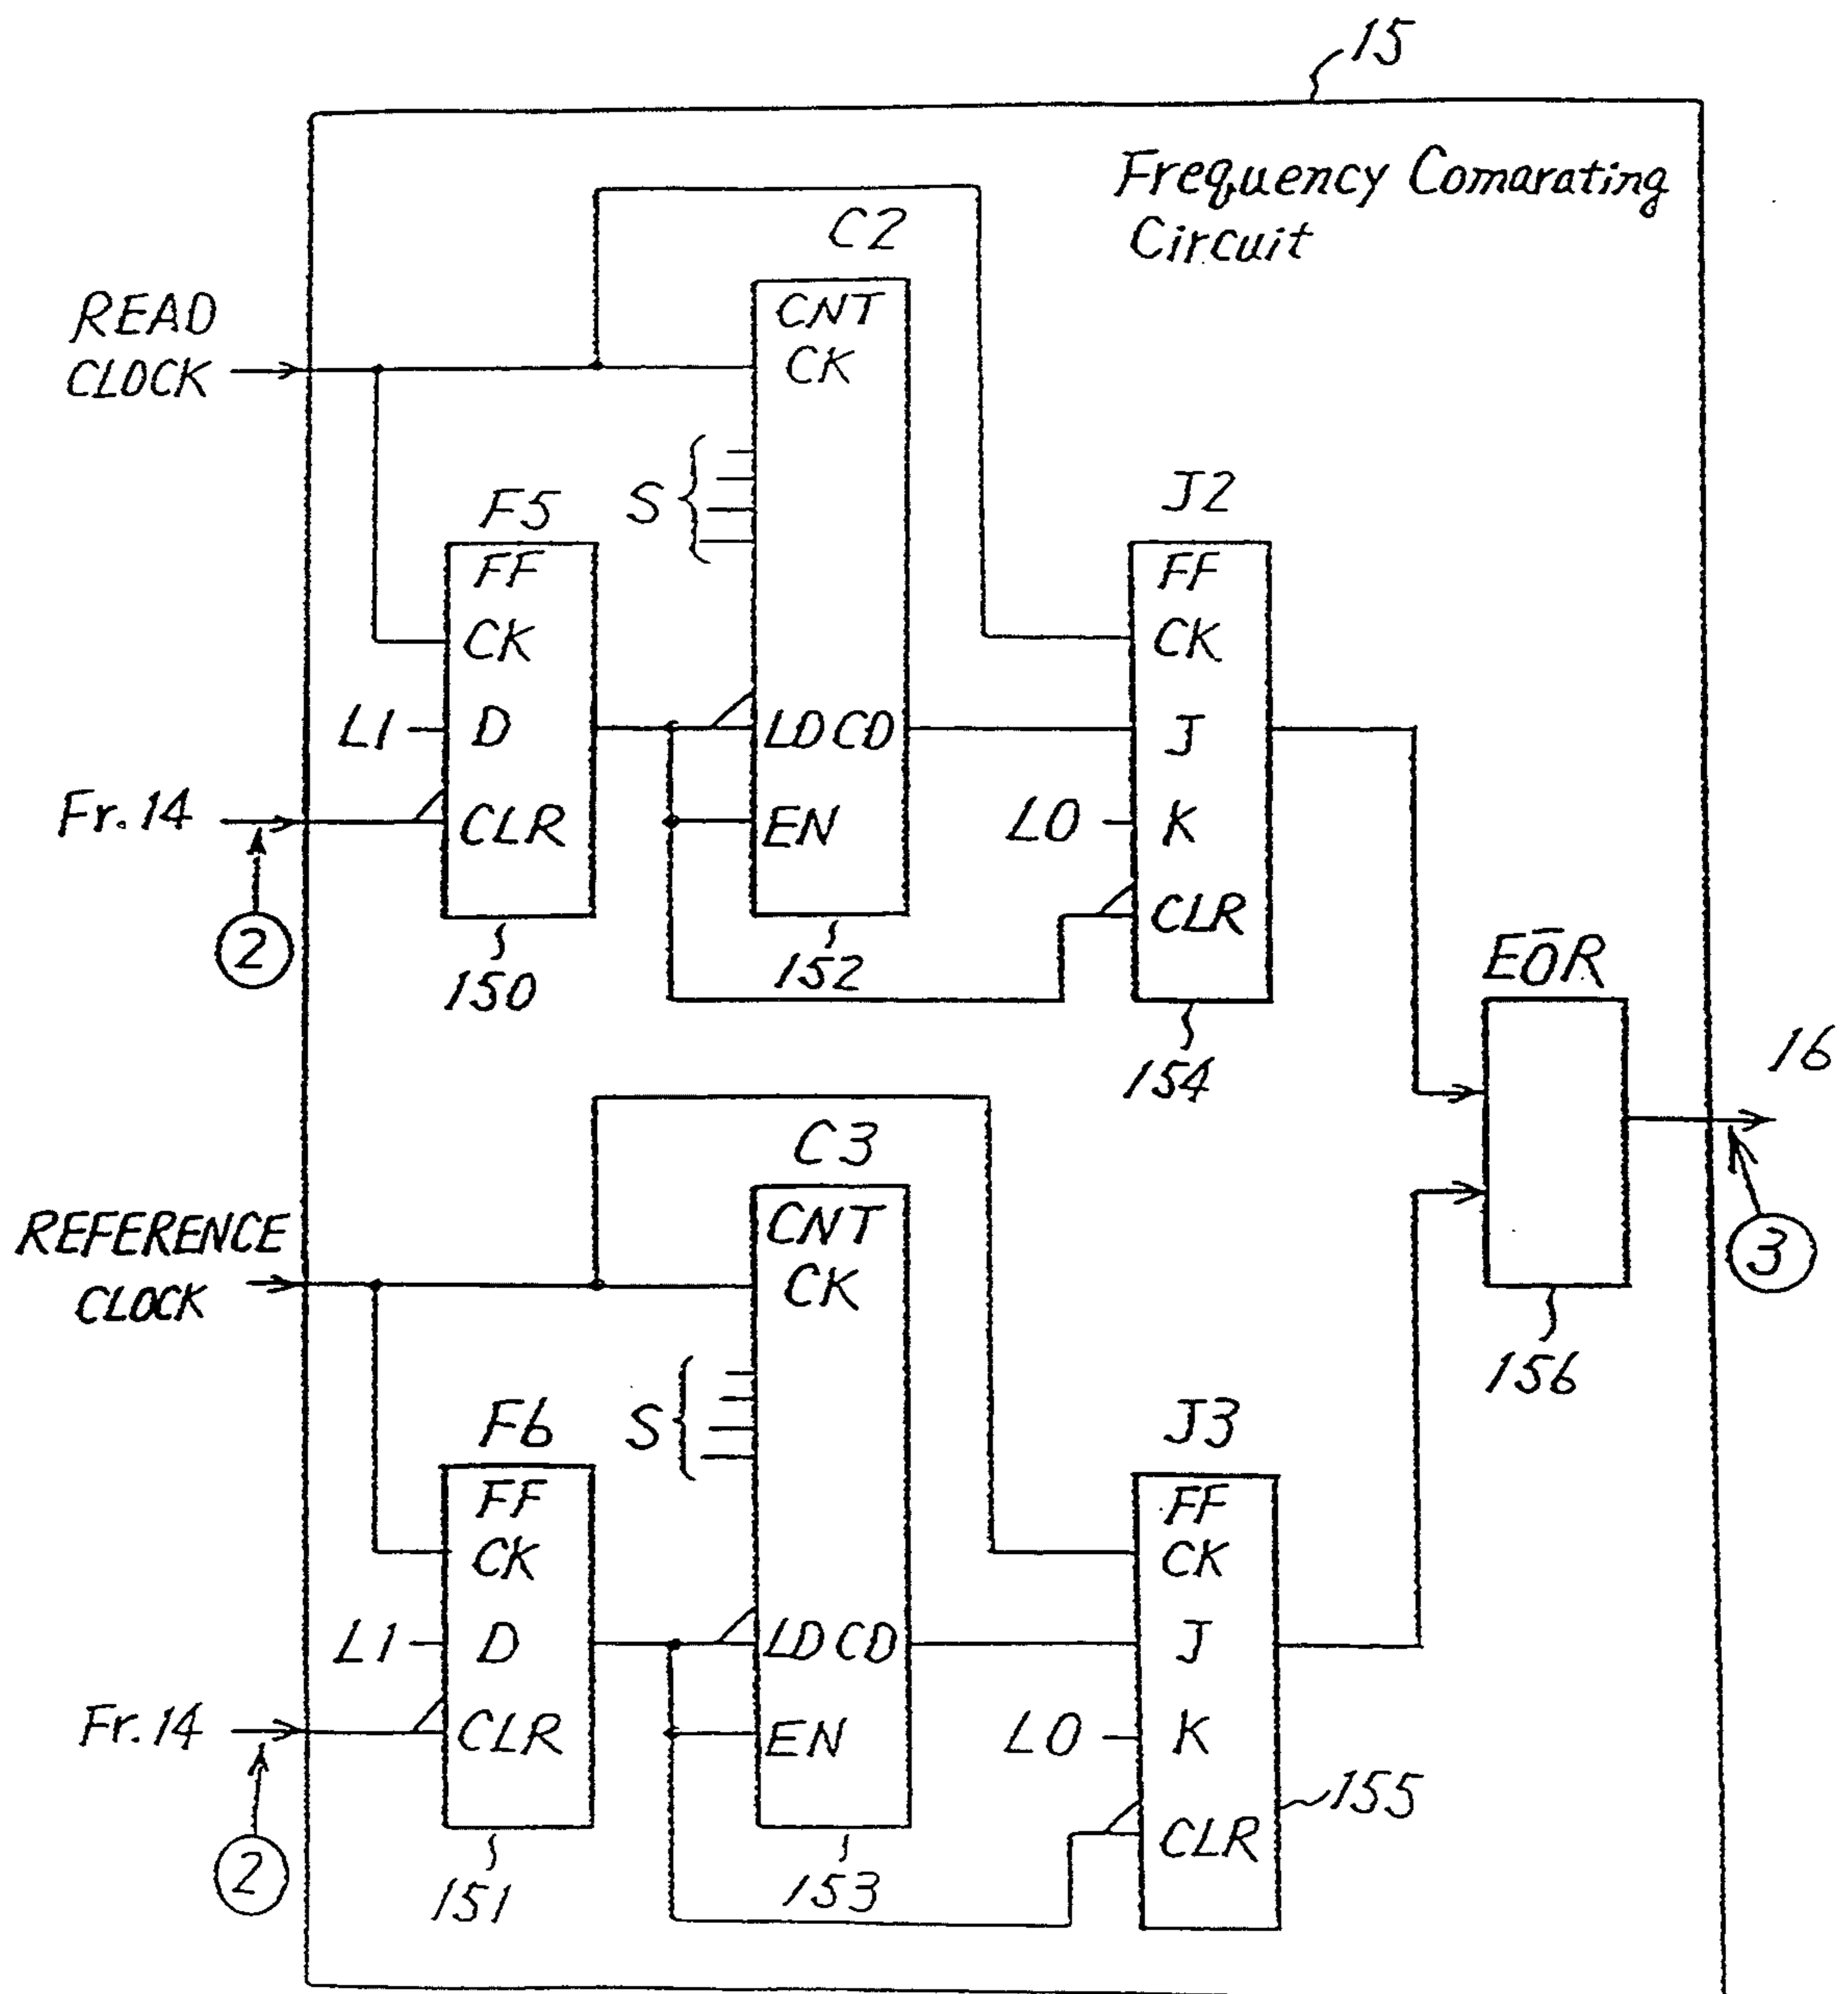 15
Frequency Comarating
Circuit
C2
READ
CLOCK
CNT
CK
S
F5
FF
CK
L1
D
Fr.14
CLR
2
150
LD CD
EN
152
J2
FF
CK
J
L0
K
CLR
154
EOR
16
3
156
C3
REFERENCE
CLOCK
CNT
CK
S
F6
FF
CK
L1
D
Fr.14
CLR
2
151
LD CD
EN
153
J3
FF
CK
J
L0
K
CLR
155